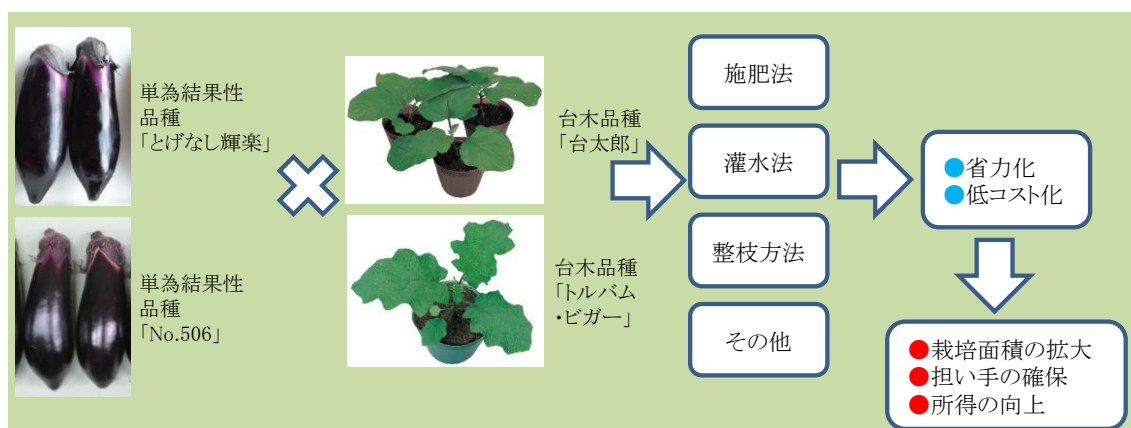 単為結果性
品種
「とげなし輝楽」
単為結果性
品種
「No.506」
台木品種
「台太郎」
台木品種
「トルバム
・ビガー」
施肥法
灌水法
整枝方法
その他
●省力化
●低コスト化
●栽培面積の拡大
●担い手の確保
●所得の向上